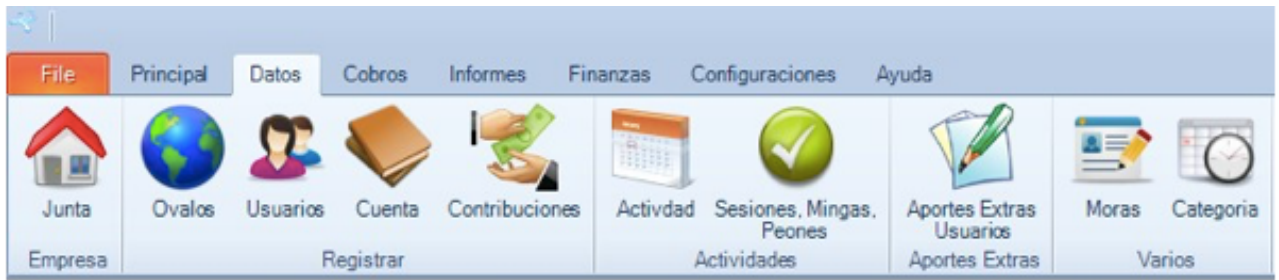 File Principal Datos Cobros Informes Finanzas Configuraciones Ayuda
Junta Ovalos Usuarios Cuenta Contribuciones Activdad Sesiones, Mingas, Peones Aportes Extras Usuarios Moras Categoria
Empresa Registrar Actividades Aportes Extras Varios